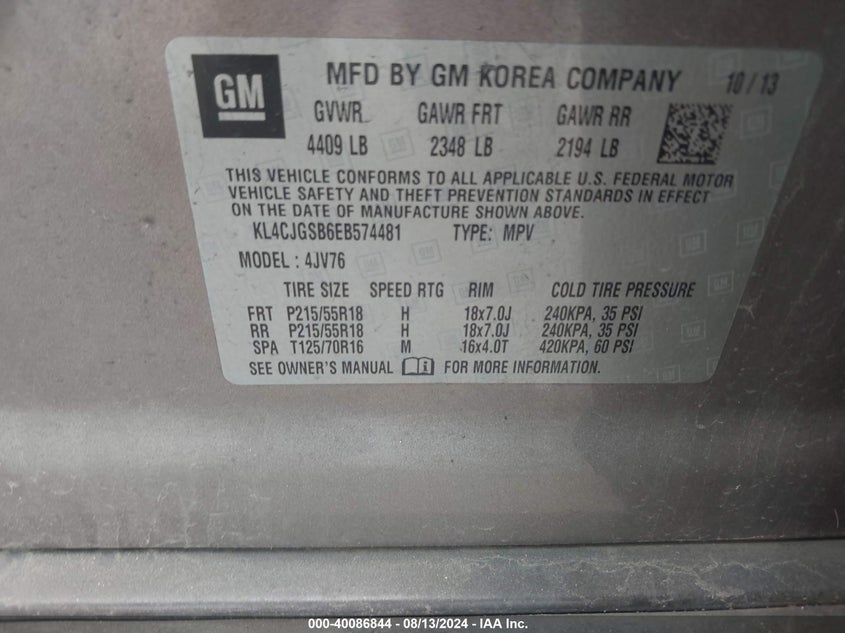 GM
MFD BY GM KOREA COMPANY 10/13
GVWR GAWR FRT GAWR RR
4409 LB 2348 LB 2194 LB
THIS VEHICLE CONFORMS TO ALL APPLICABLE U.S. FEDERAL MOTOR
VEHICLE SAFETY AND THEFT PREVENTION STANDARDS IN EFFECT
ON THE DATE OF MANUFACTURE SHOWN ABOVE.
KL4CJGSB6EB574481 TYPE: MPV
MODEL : 4JV76
TIRE SIZE SPEED RTG RIM COLD TIRE PRESSURE
FRT P215/55R18 H 18x7.0J 240KPA, 35 PSI
RR P215/55R18 H 18x7.0J 240KPA, 35 PSI
SPA T125/70R16 M 16x4.0T 420KPA, 60 PSI
SEE OWNER'S MANUAL FOR MORE INFORMATION.
000-40086844 - 08/13/2024 - IAA Inc.